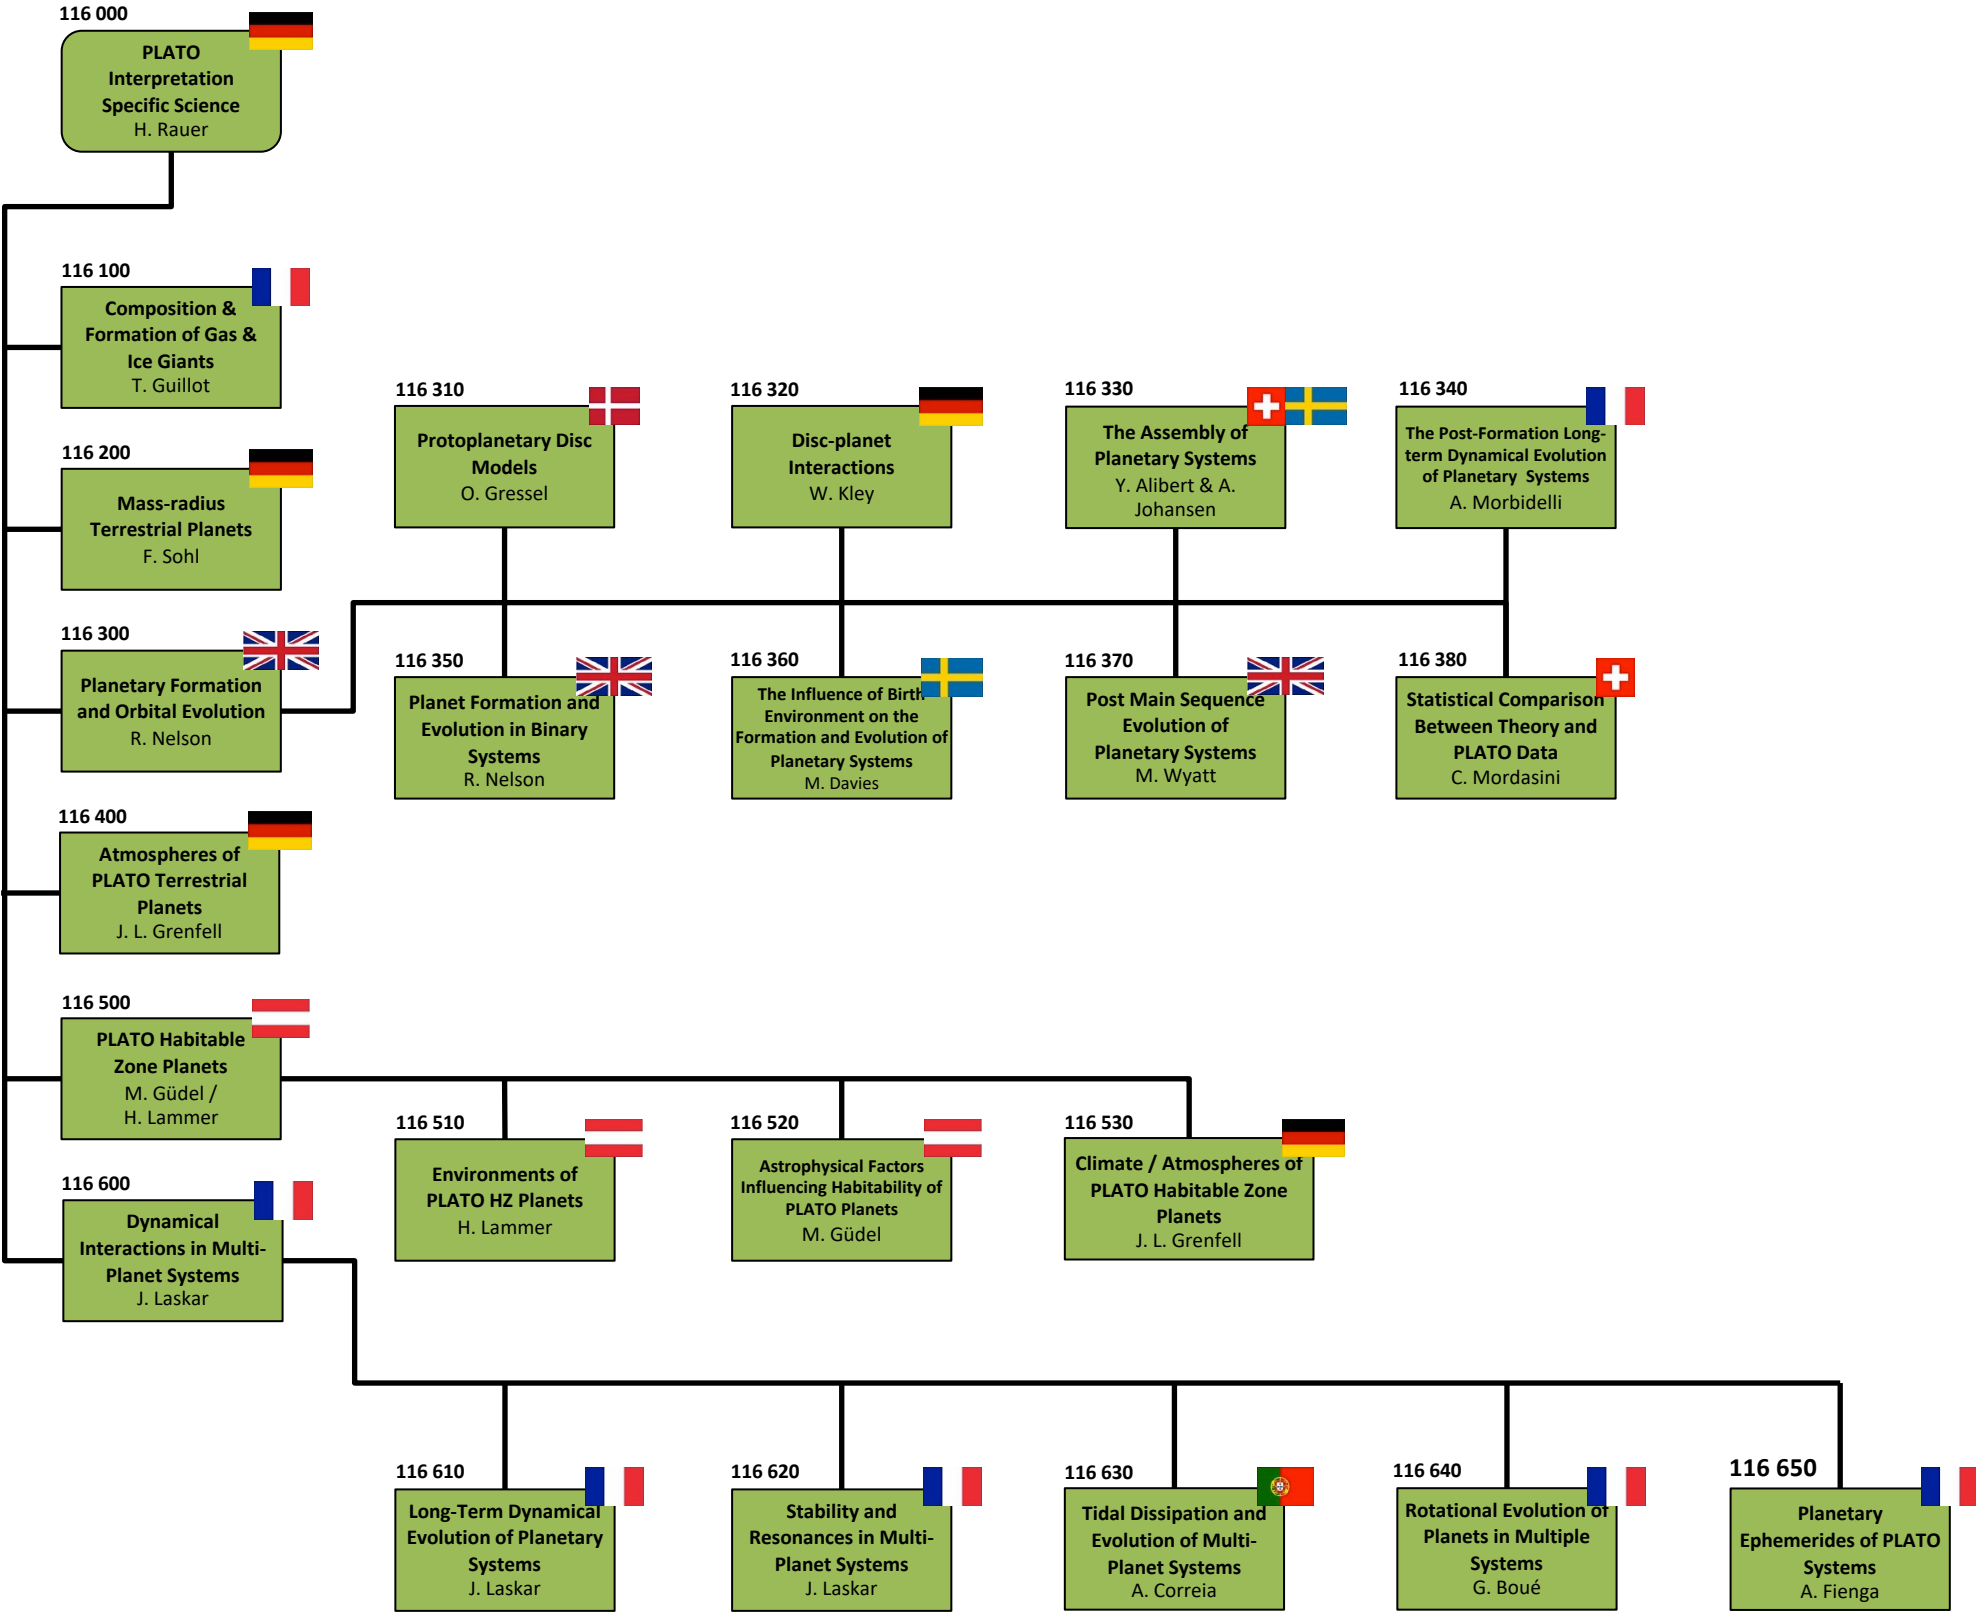 116 000
PLATO
Interpretation
Specific Science
H. Rauer
116 100
Composition &
Formation of Gas &
Ice Giants
T. Guillot
116 200
Mass-radius
Terrestrial Planets
F. Sohl
116 300
Planetary Formation
and Orbital Evolution
R. Nelson
116 310
Protoplanetary Disc
Models
O. Gressel
116 320
Disc-planet
Interactions
W. Kley
116 330
The Assembly of
Planetary Systems
Y. Alibert & A.
Johansen
116 340
The Post-Formation Long-
term Dynamical Evolution
of Planetary Systems
A. Morbidelli
116 350
Planet Formation and
Evolution in Binary
Systems
R. Nelson
116 360
The Influence of Birth
Environment on the
Formation and Evolution of
Planetary Systems
M. Davies
116 370
Post Main Sequence
Evolution of
Planetary Systems
M. Wyatt
116 380
Statistical Comparison
Between Theory and
PLATO Data
C. Mordasini
116 400
Atmospheres of
PLATO Terrestrial
Planets
J. L. Grenfell
116 500
PLATO Habitable
Zone Planets
M. Güdel /
H. Lammer
116 510
Environments of
PLATO HZ Planets
H. Lammer
116 520
Astrophysical Factors
Influencing Habitability of
PLATO Planets
M. Güdel
116 530
Climate / Atmospheres of
PLATO Habitable Zone
Planets
J. L. Grenfell
116 600
Dynamical
Interactions in Multi-
Planet Systems
J. Laskar
116 610
Long-Term Dynamical
Evolution of Planetary
Systems
J. Laskar
116 620
Stability and
Resonances in Multi-
Planet Systems
J. Laskar
116 630
Tidal Dissipation and
Evolution of Multi-
Planet Systems
A. Correia
116 640
Rotational Evolution of
Planets in Multiple
Systems
G. Boué
116 650
Planetary
Ephemerides of PLATO
Systems
A. Fienga